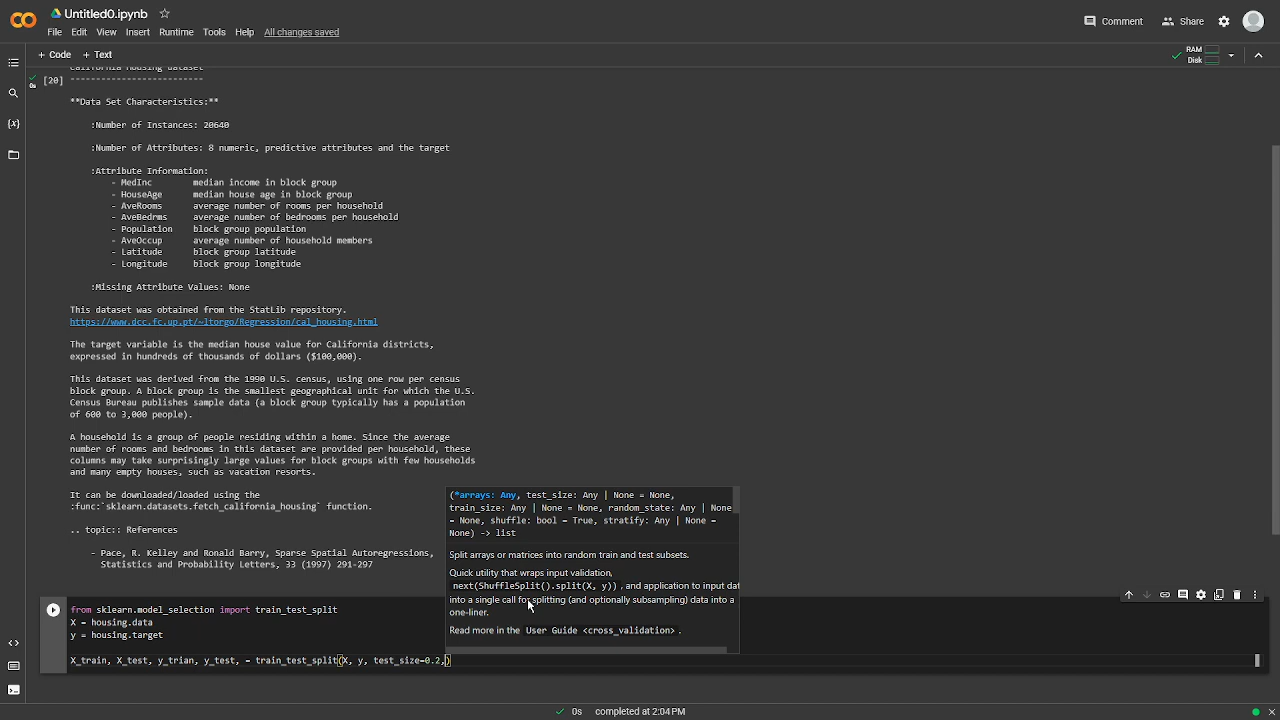 Untitled0.ipynb
Comment
Share
File Edit View Insert Runtime Tools Help All changes saved
+ Code + Text
RAM
Disk
California Housing dataset
[20] --------------------------
0s
**Data Set Characteristics:**
:Number of Instances: 20640
:Number of Attributes: 8 numeric, predictive attributes and the target
:Attribute Information:
- MedInc median income in block group
- HouseAge median house age in block group
- AveRooms average number of rooms per household
- AveBedrms average number of bedrooms per household
- Population block group population
- AveOccup average number of household members
- Latitude block group latitude
- Longitude block group longitude
:Missing Attribute Values: None
This dataset was obtained from the StatLib repository.
https://www.dcc.fc.up.pt/~ltorgo/Regression/cal_housing.html
The target variable is the median house value for California districts,
expressed in hundreds of thousands of dollars ($100,000).
This dataset was derived from the 1990 U.S. census, using one row per census
block group. A block group is the smallest geographical unit for which the U.S.
Census Bureau publishes sample data (a block group typically has a population
of 600 to 3,000 people).
A household is a group of people residing within a home. Since the average
number of rooms and bedrooms in this dataset are provided per household, these
columns may take surprisingly large values for block groups with few households
and many empty houses, such as vacation resorts.
It can be downloaded/loaded using the
:func:`sklearn.datasets.fetch_california_housing` function.
.. topic:: References
- Pace, R. Kelley and Ronald Barry, Sparse Spatial Autoregressions,
Statistics and Probability Letters, 33 (1997) 291-297
(*arrays: Any, test_size: Any | None = None,
train_size: Any | None = None, random_state: Any | None
= None, shuffle: bool = True, stratify: Any | None =
None) -> list
Split arrays or matrices into random train and test subsets.
Quick utility that wraps input validation,
next(ShuffleSplit().split(X, y)), and application to input dat
into a single call for splitting (and optionally subsampling) data into a
one-liner.
Read more in the User Guide <cross_validation>.
from sklearn.model_selection import train_test_split
X = housing.data
y = housing.target
X_train, X_test, y_trian, y_test, = train_test_split(X, y, test_size=0.2,)
0s completed at 2:04 PM